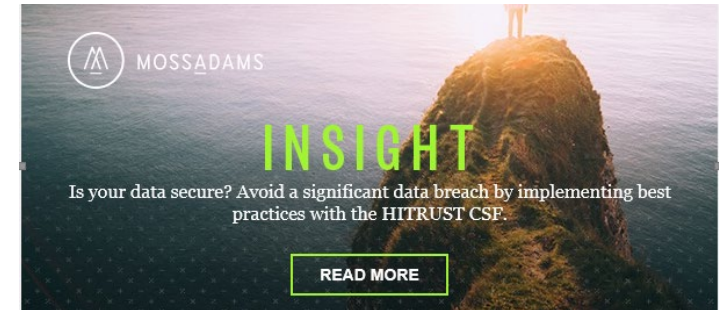 MOSSADAMS
INSIGHT
Is your data secure? Avoid a significant data breach by implementing best
practices with the HITRUST CSF.
READ MORE